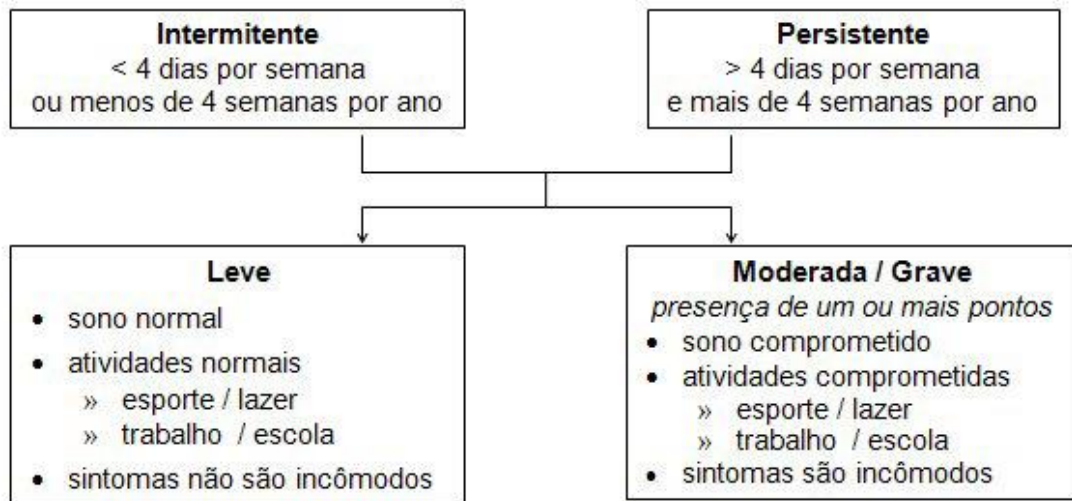 Intermitente
< 4 dias por semana
ou menos de 4 semanas por ano
Persistente
> 4 dias por semana
e mais de 4 semanas por ano
Leve
• sono normal
• atividades normais
» esporte / lazer
» trabalho / escola
• sintomas não são incômodos
Moderada / Grave
presença de um ou mais pontos
• sono comprometido
• atividades comprometidas
» esporte / lazer
» trabalho / escola
• sintomas são incômodos